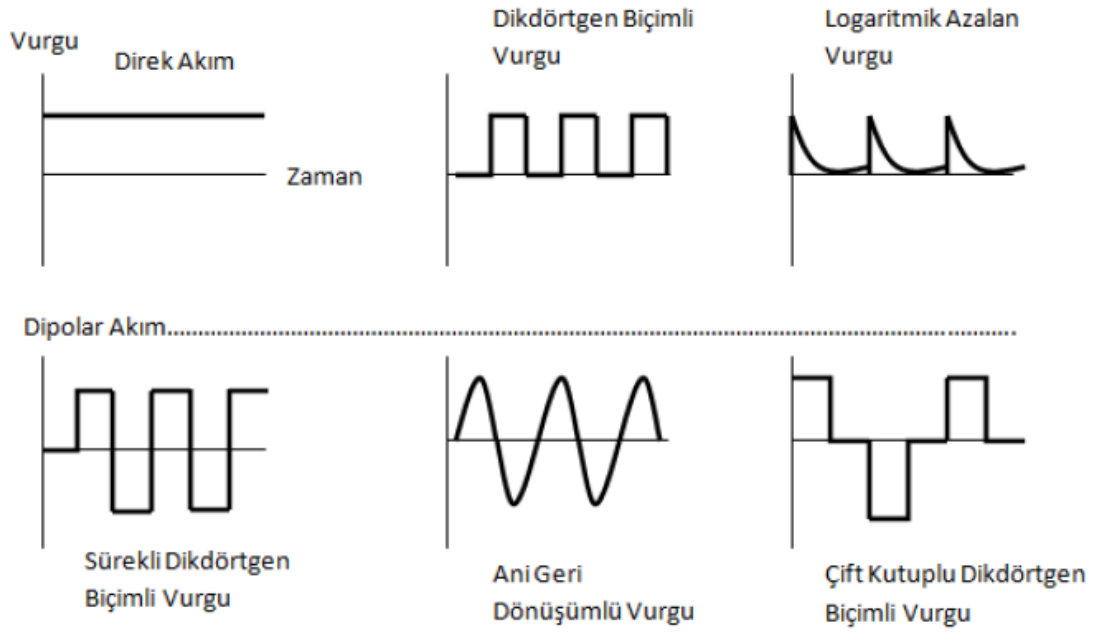 Vurgu
Direk Akım
Zaman
Dikdörtgen Biçimli
Vurgu
Logaritmik Azalan
Vurgu
Dipolar Akım............................................................................................................................................
Sürekli Dikdörtgen
Biçimli Vurgu
Ani Geri
Dönüşümlü Vurgu
Çift Kutuplu Dikdörtgen
Biçimli Vurgu